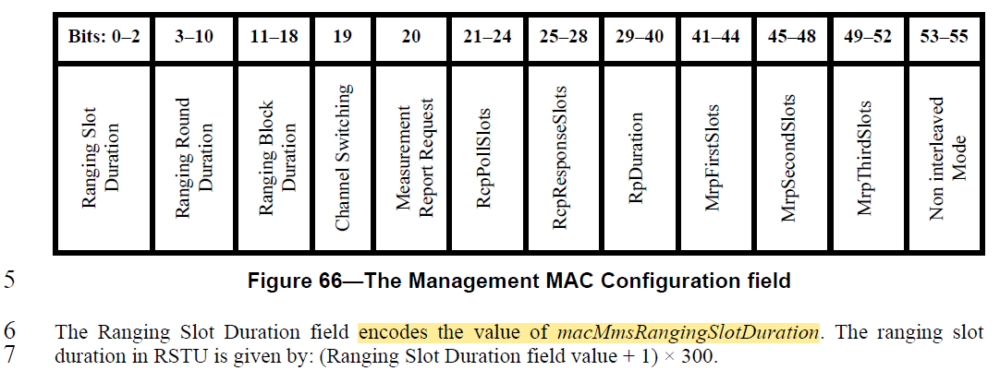 Bits: 0–2 3–10 11–18 19 20 21–24 25–28 29–40 41–44 45–48 49–52 53–55
Ranging Slot
Duration
Ranging Round
Duration
Ranging Block
Duration
Channel Switching
Measurement
Report Request
RcpPollSlots
RcpResponseSlots
RpDuration
MrpFirstSlots
MrpSecondSlots
MrpThirdSlots
Non interleaved
Mode
5 Figure 66—The Management MAC Configuration field
6 The Ranging Slot Duration field encodes the value of macMmsRangingSlotDuration. The ranging slot
7 duration in RSTU is given by: (Ranging Slot Duration field value + 1) × 300.